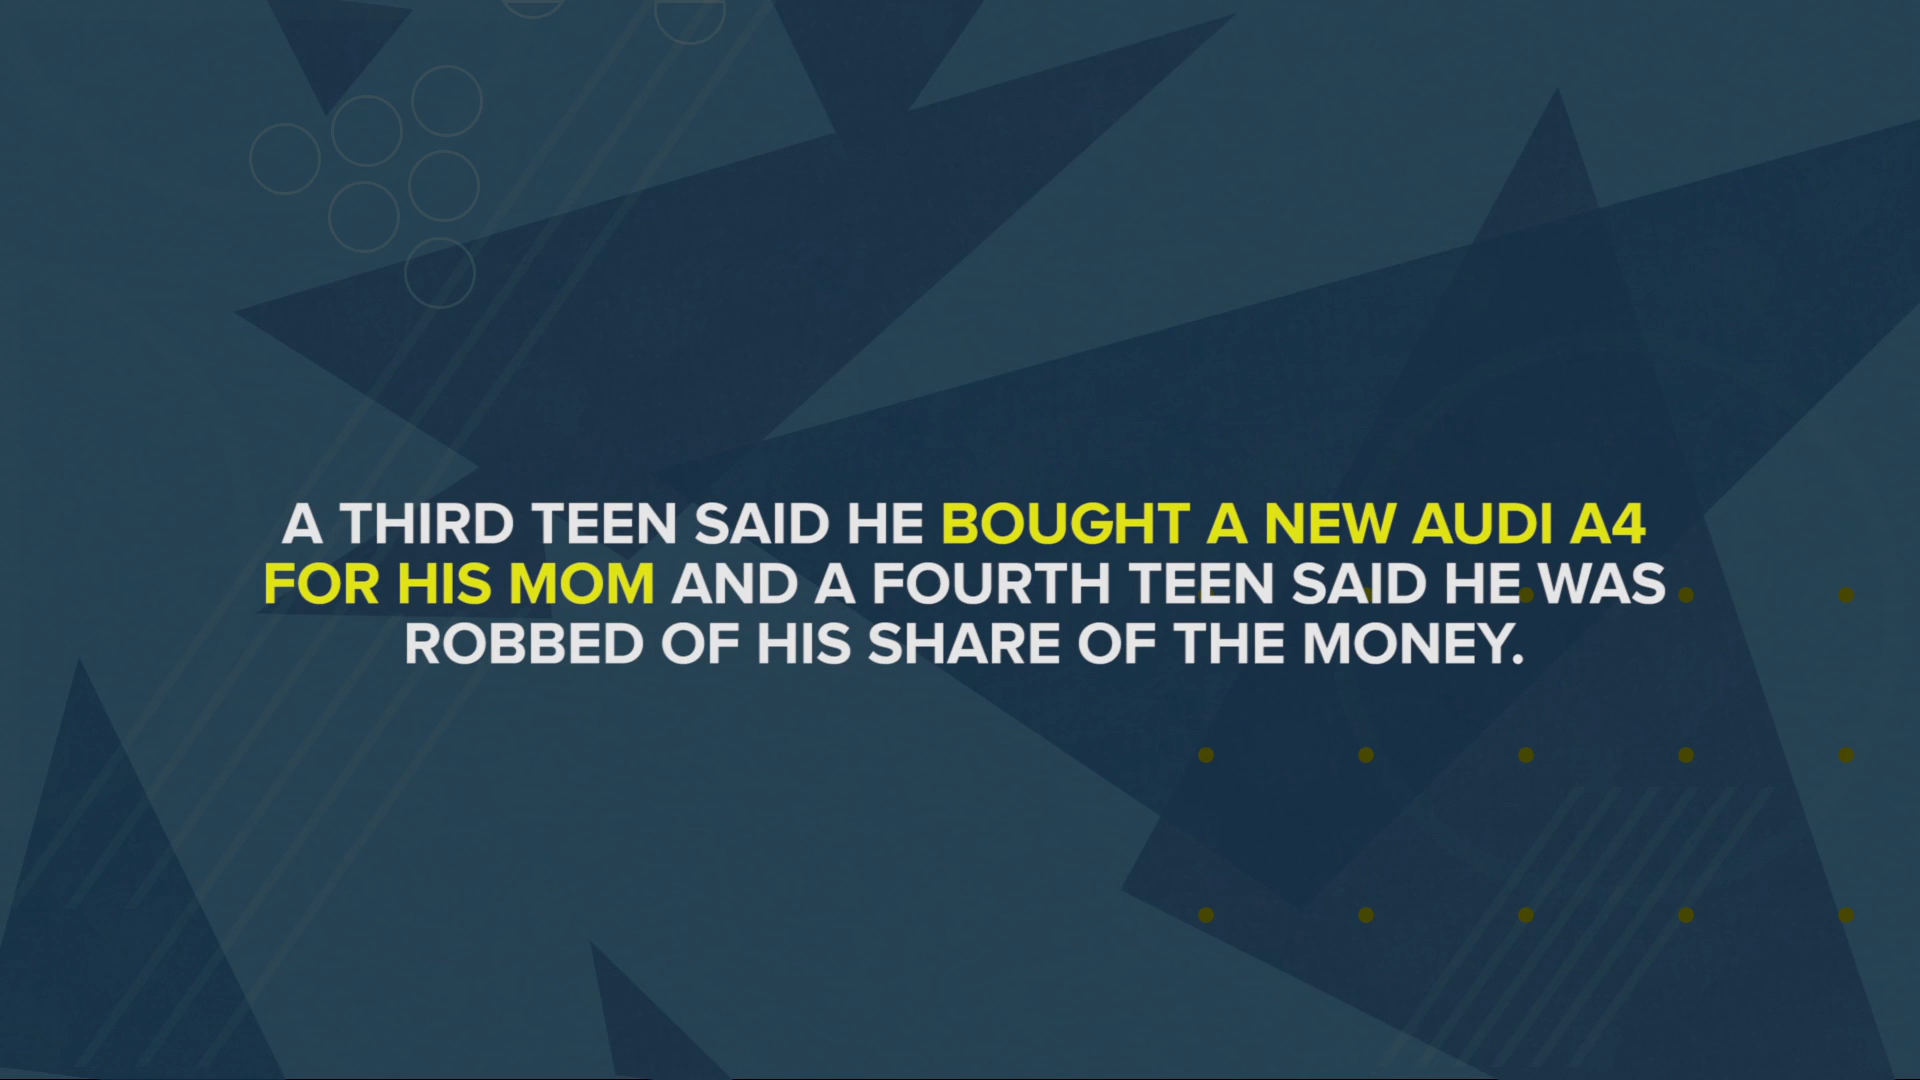 A THIRD TEEN SAID HE BOUGHT A NEW AUDI A4
FOR HIS MOM AND A FOURTH TEEN SAID HE WAS
ROBBED OF HIS SHARE OF THE MONEY.